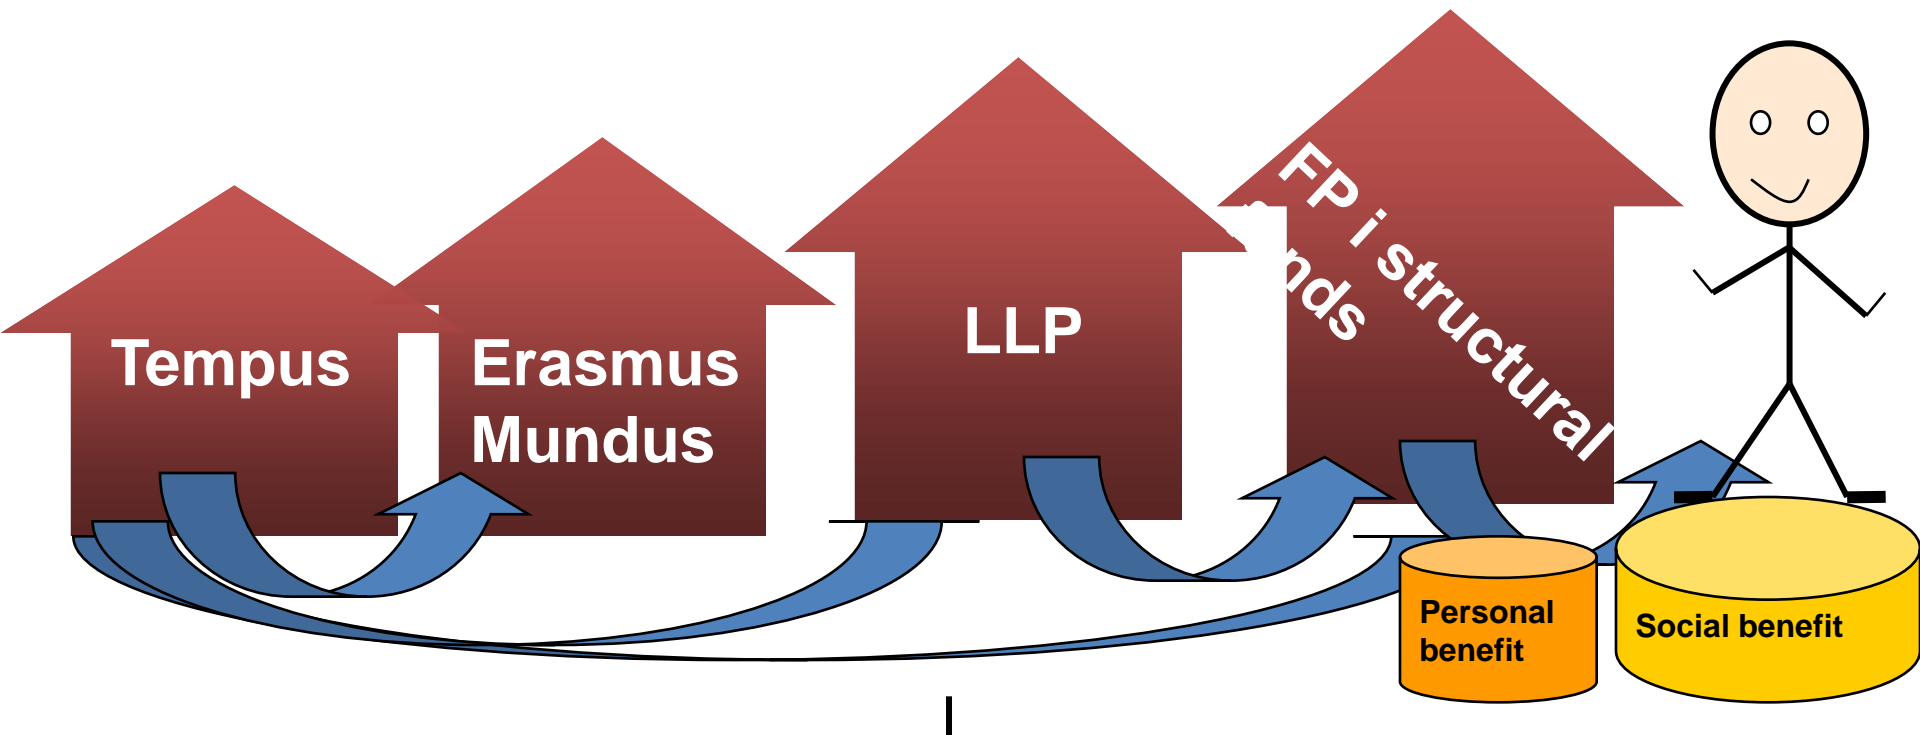 Tempus
Erasmus
Mundus
LLP
FP i structural
Personal
benefit
Social benefit